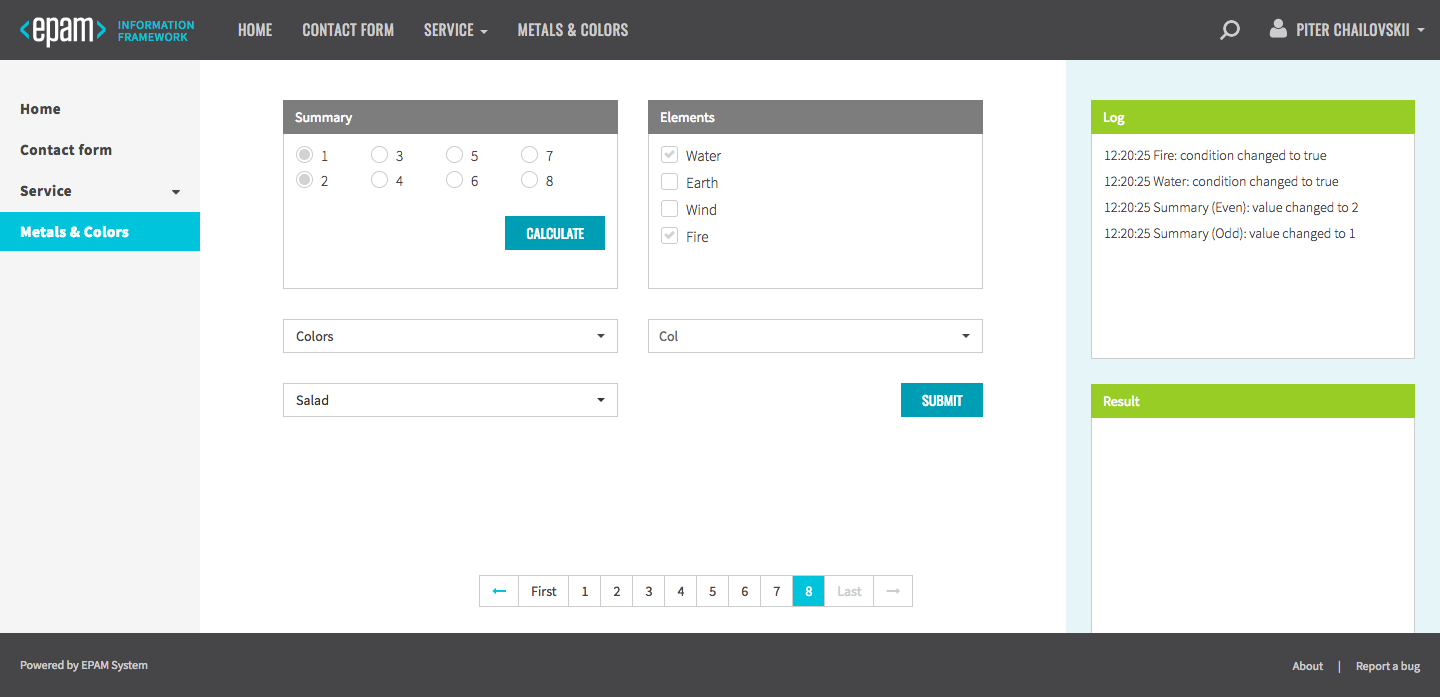 <epam> INFORMATION
FRAMEWORK
HOME CONTACT FORM SERVICE METALS & COLORS
PITER CHAILOVSKII
Home
Contact form
Service
Metals & Colors
Summary
1 3 5 7
2 4 6 8
CALCULATE
Elements
Water
Earth
Wind
Fire
Colors
Col
Salad
SUBMIT
← First 1 2 3 4 5 6 7 8 Last →
Log
12:20:25 Fire: condition changed to true
12:20:25 Water: condition changed to true
12:20:25 Summary (Even): value changed to 2
12:20:25 Summary (Odd): value changed to 1
Result
Powered by EPAM System
About | Report a bug